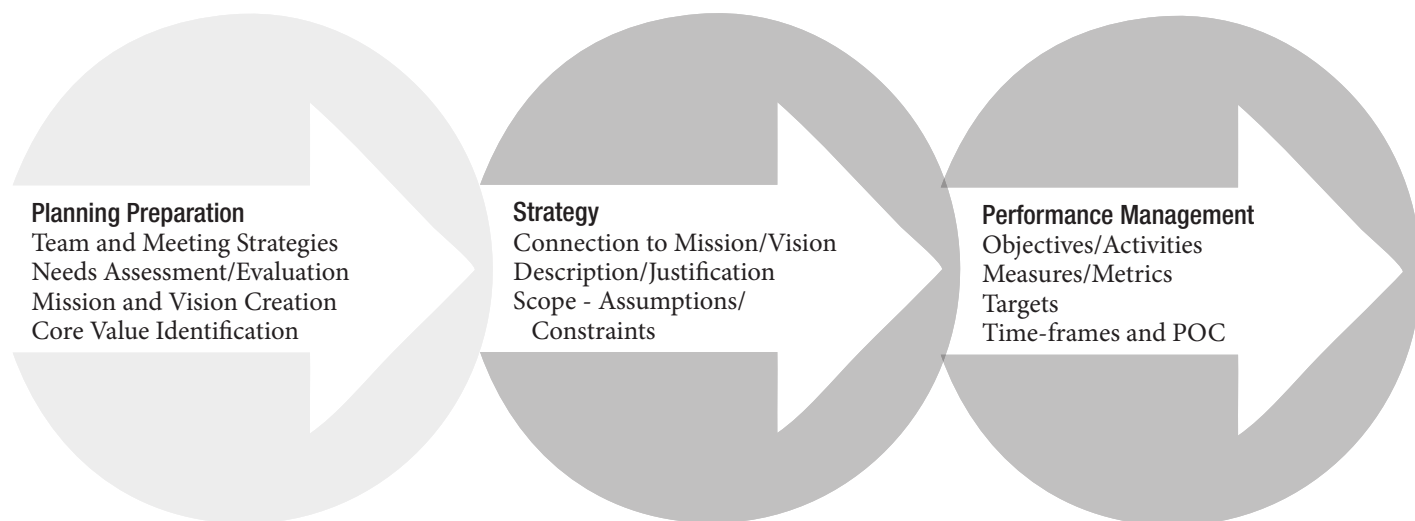 Planning Preparation
Team and Meeting Strategies
Needs Assessment/Evaluation
Mission and Vision Creation
Core Value Identification
Strategy
Connection to Mission/Vision
Description/Justification
Scope - Assumptions/
Constraints
Performance Management
Objectives/Activities
Measures/Metrics
Targets
Time-frames and POC